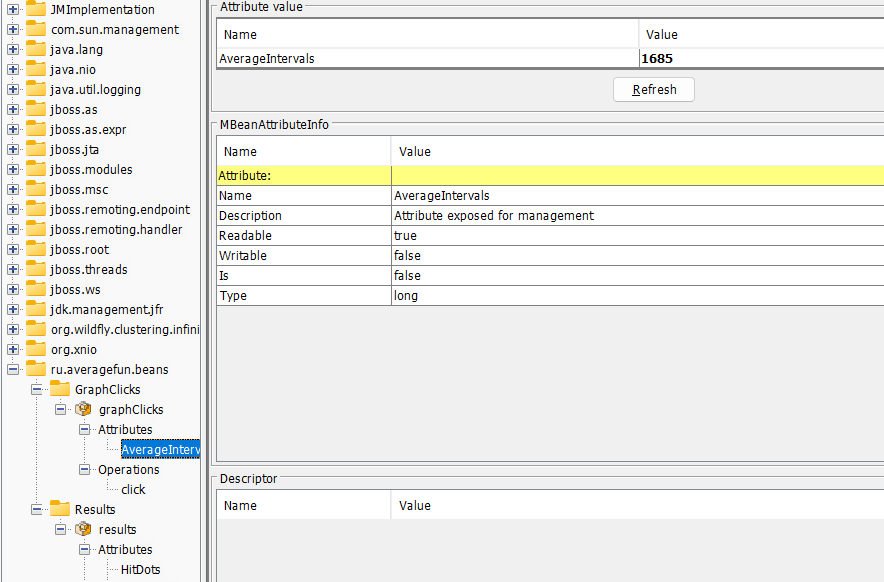 JMImplementation
com.sun.management
java.lang
java.nio
java.util.logging
jboss.as
jboss.as.expr
jboss.jta
jboss.modules
jboss.msc
jboss.remoting.endpoint
jboss.remoting.handler
jboss.root
jboss.threads
jboss.ws
jdk.management.jfr
org.wildfly.clustering.infini
org.xnio
ru.averagefun.beans
GraphClicks
graphClicks
Attributes
AverageInterv
Operations
click
Results
results
Attributes
HitDots
Attribute value
Name Value
AverageIntervals 1685
Refresh
MBeanAttributeInfo
Name Value
Attribute:
Name AverageIntervals
Description Attribute exposed for management
Readable true
Writable false
Is false
Type long
Descriptor
Name Value